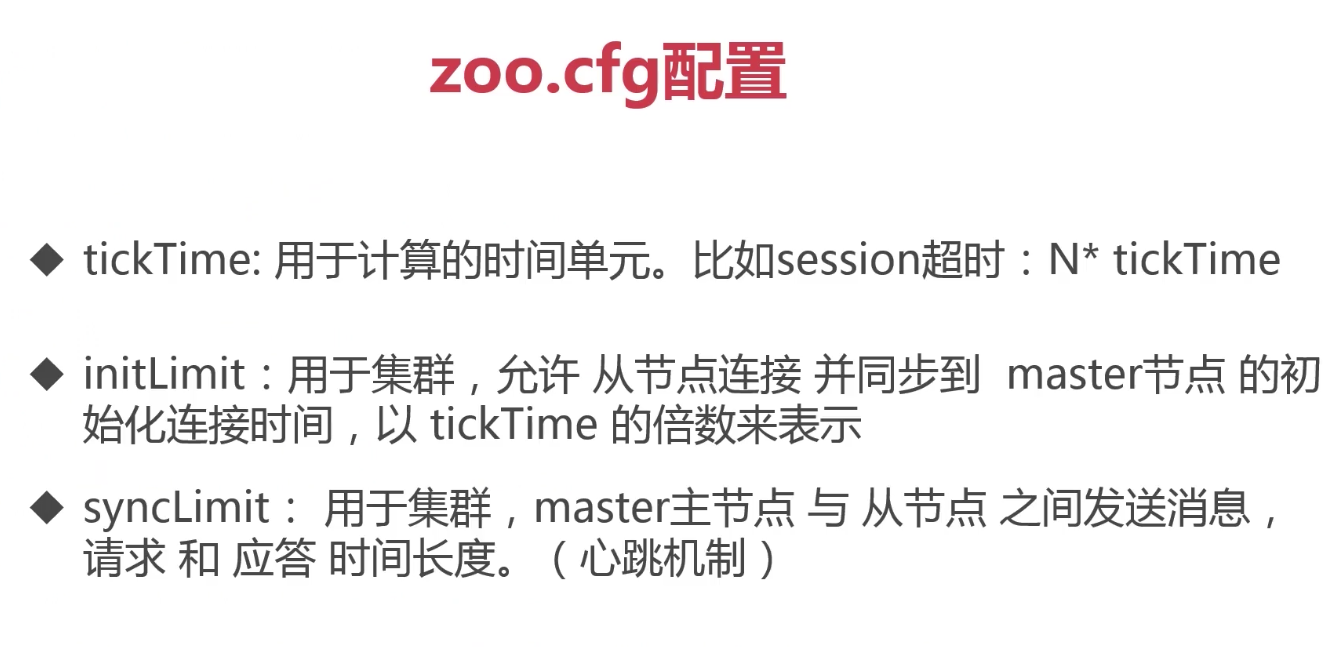 zoo.cfg配置
◆ tickTime: 用于计算的时间单元。比如session超时：N* tickTime
◆ initLimit：用于集群，允许 从节点连接 并同步到 master节点 的初
始化连接时间，以 tickTime 的倍数来表示
◆ syncLimit： 用于集群，master主节点 与 从节点 之间发送消息，
请求 和 应答 时间长度。（心跳机制）